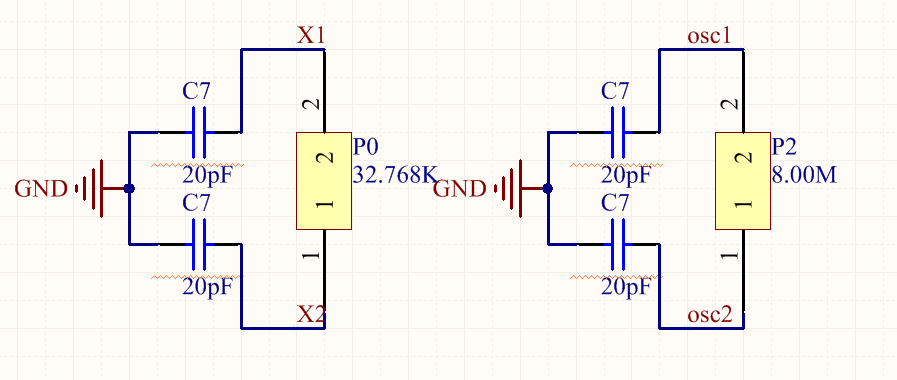 X1
C7
2
2
P0
20pF
32.768K
GND
C7
1
1
20pF
X2
osc1
C7
2
2
P2
20pF
8.00M
GND
C7
1
1
20pF
osc2